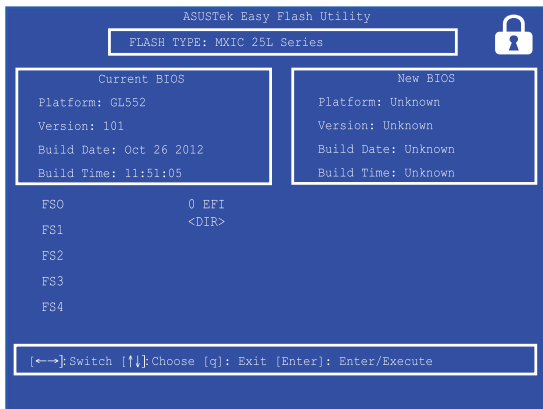 ASUSTek Easy Flash Utility
FLASH TYPE: MXIC 25L Series
Current BIOS
Platform: GL552
Version: 101
Build Date: Oct 26 2012
Build Time: 11:51:05
New BIOS
Platform: Unknown
Version: Unknown
Build Date: Unknown
Build Time: Unknown
FSO 0 EFI
FS1 <DIR>
FS2
FS3
FS4
[←→]:Switch [↑↓]:Choose [q]: Exit [Enter]: Enter/Execute